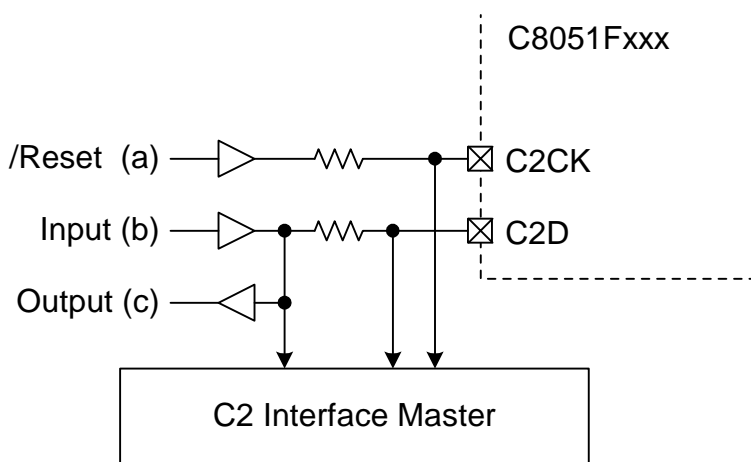 C8051Fxxx
/Reset (a)
C2CK
Input (b)
C2D
Output (c)
C2 Interface Master